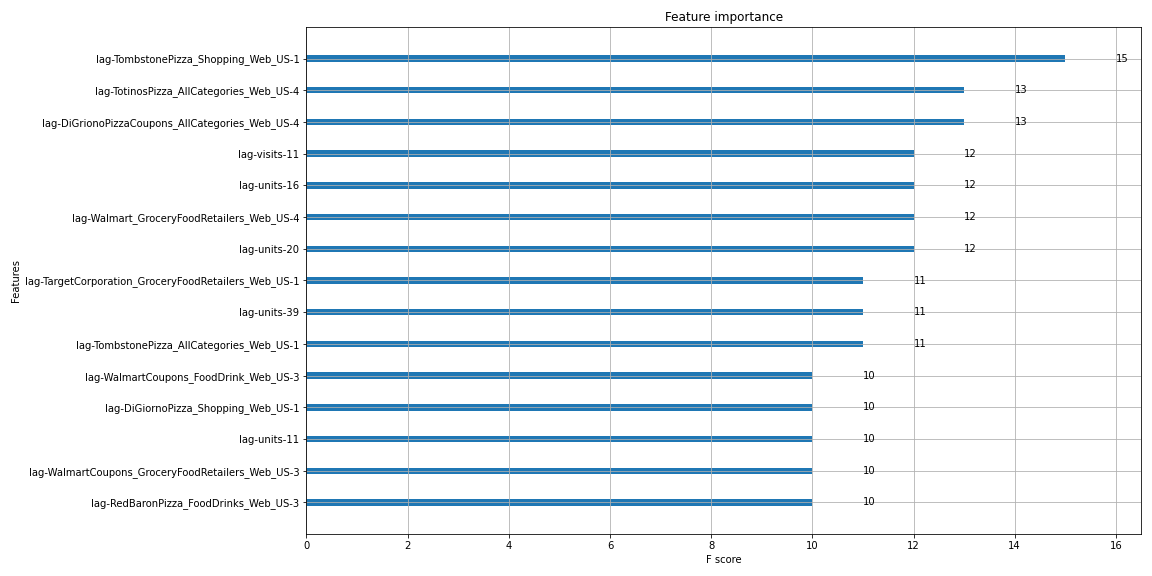 Feature importance
lag-TombstonePizza_Shopping_Web_US-1 15
lag-TotinosPizza_AllCategories_Web_US-4 13
lag-DiGrionoPizzaCoupons_AllCategories_Web_US-4 13
lag-visits-11 12
lag-units-16 12
lag-Walmart_GroceryFoodRetailers_Web_US-4 12
lag-units-20 12
lag-TargetCorporation_GroceryFoodRetailers_Web_US-1 11
lag-units-39 11
lag-TombstonePizza_AllCategories_Web_US-1 11
lag-WalmartCoupons_FoodDrink_Web_US-3 10
lag-DiGiornoPizza_Shopping_Web_US-1 10
lag-units-11 10
lag-WalmartCoupons_GroceryFoodRetailers_Web_US-3 10
lag-RedBaronPizza_FoodDrinks_Web_US-3 10
Features
0 2 4 6 8 10 12 14 16
F score